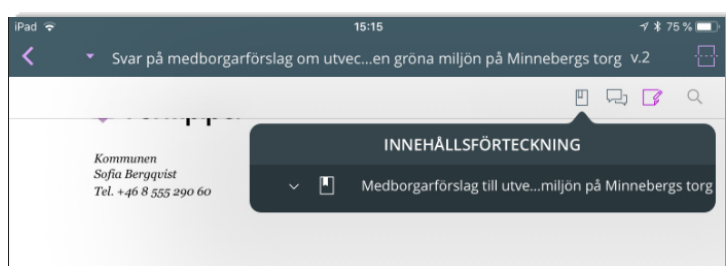 iPad 15:15 75 %
Svar på medborgarförslag om utvec...en gröna miljön på Minnebergs torg v.2
INNEHÅLLSFÖRTECKNING
Medborgarförslag till utve...miljön på Minnebergs torg
Kommunen
Sofia Bergqvist
Tel. +46 8 555 290 60